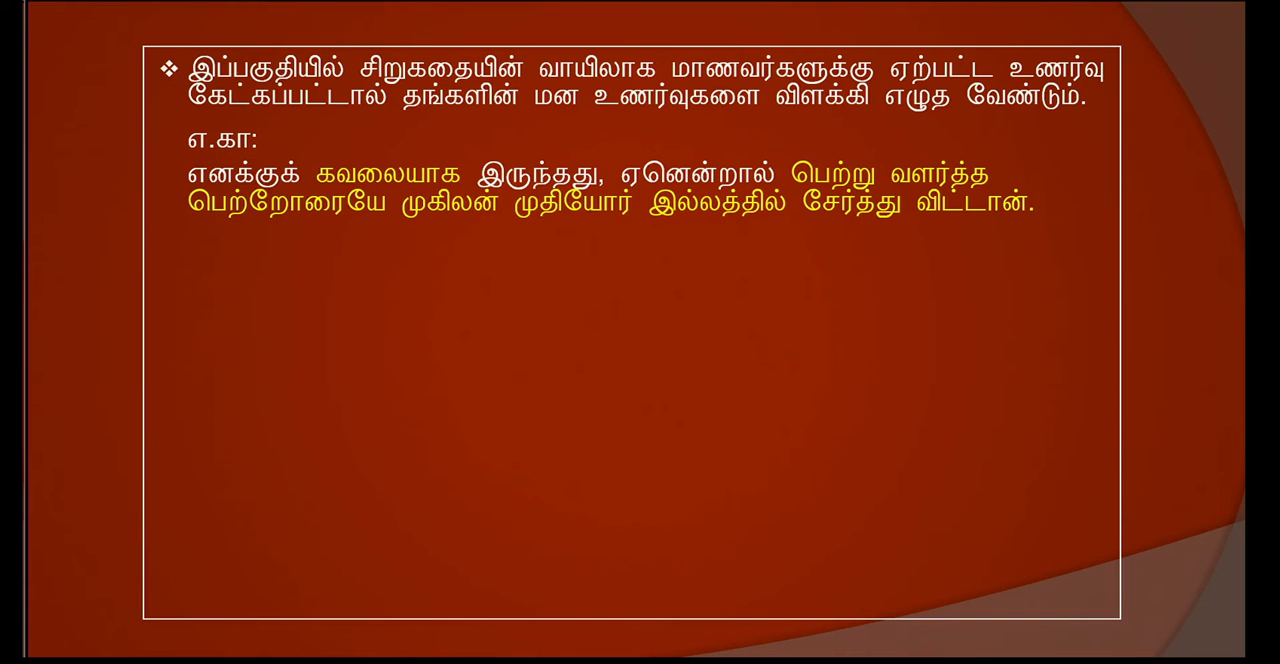 ❖ இப்பகுதியில் சிறுகதையின் வாயிலாக மாணவர்களுக்கு ஏற்பட்ட உணர்வு
கேட்கப்பட்டால் தங்களின் மன உணர்வுகளை விளக்கி எழுத வேண்டும்.
எ.கா:
எனக்குக் கவலையாக இருந்தது, ஏனென்றால் பெற்று வளர்த்த
பெற்றோரையே முகிலன் முதியோர் இல்லத்தில் சேர்த்து விட்டான்.